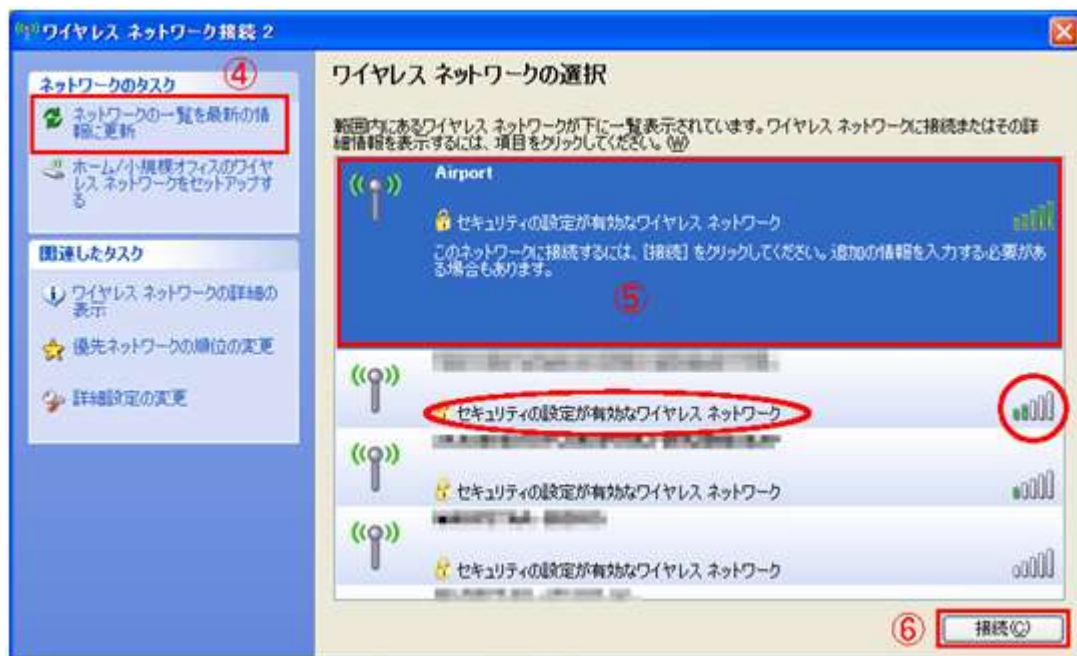 ワイヤレス ネットワーク接続 2
ネットワークのタスク
④
ネットワークの一覧を最新の情
報に更新
ホーム/小規模オフィスのワイヤ
レス ネットワークをセットアップす
る
関連したタスク
ワイヤレス ネットワークの詳細の
表示
優先ネットワークの順位の変更
詳細設定の変更
ワイヤレス ネットワークの選択
範囲内にあるワイヤレス ネットワークが下に一覧表示されています。ワイヤレス ネットワークに接続またはその詳
細情報を表示するには、項目をクリックしてください。(W)
Airport
セキュリティの設定が有効なワイヤレス ネットワーク
このネットワークに接続するには、[接続] をクリックしてください。追加の情報を入力する必要があ
る場合もあります。
⑤
セキュリティの設定が有効なワイヤレス ネットワーク
セキュリティの設定が有効なワイヤレス ネットワーク
セキュリティの設定が有効なワイヤレス ネットワーク
⑥
接続(C)